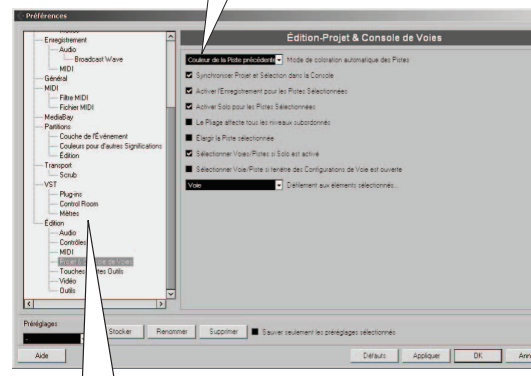 Préférences
Enregistrement
Audio
Broadcast Wave
MIDI
Général
MIDI
Filtre MIDI
Fichier MIDI
MediaBay
Partitions
Couche de l'Événement
Couleurs pour d'autres Significations
Édition
Transport
Scrub
VST
Plug-ins
Control Room
Mètres
Édition
Audio
Contrôles
MIDI
Touches
Outils
Vidéo
Outils
Édition-Projet & Console de Voies
Couleur de la Piste précédente Mode de coloration automatique des Pistes
Synchroniser Projet et Sélection dans la Console
Activer l'Enregistrement pour les Pistes Sélectionnées
Activer Solo pour les Pistes Sélectionnées
Le Pliage affecte tous les niveaux subordonnés
Élargir la Piste sélectionnée
Sélectionner Voies/Pistes si Solo est activé
Sélectionner Voie/Piste si fenêtre des Configurations de Voie est ouverte
Voie Défilement aux éléments sélectionnés
Préréglages
- Stocker Renommer Supprimer Sauver seulement les préréglages sélectionnés
Aide Défauts Appliquer OK